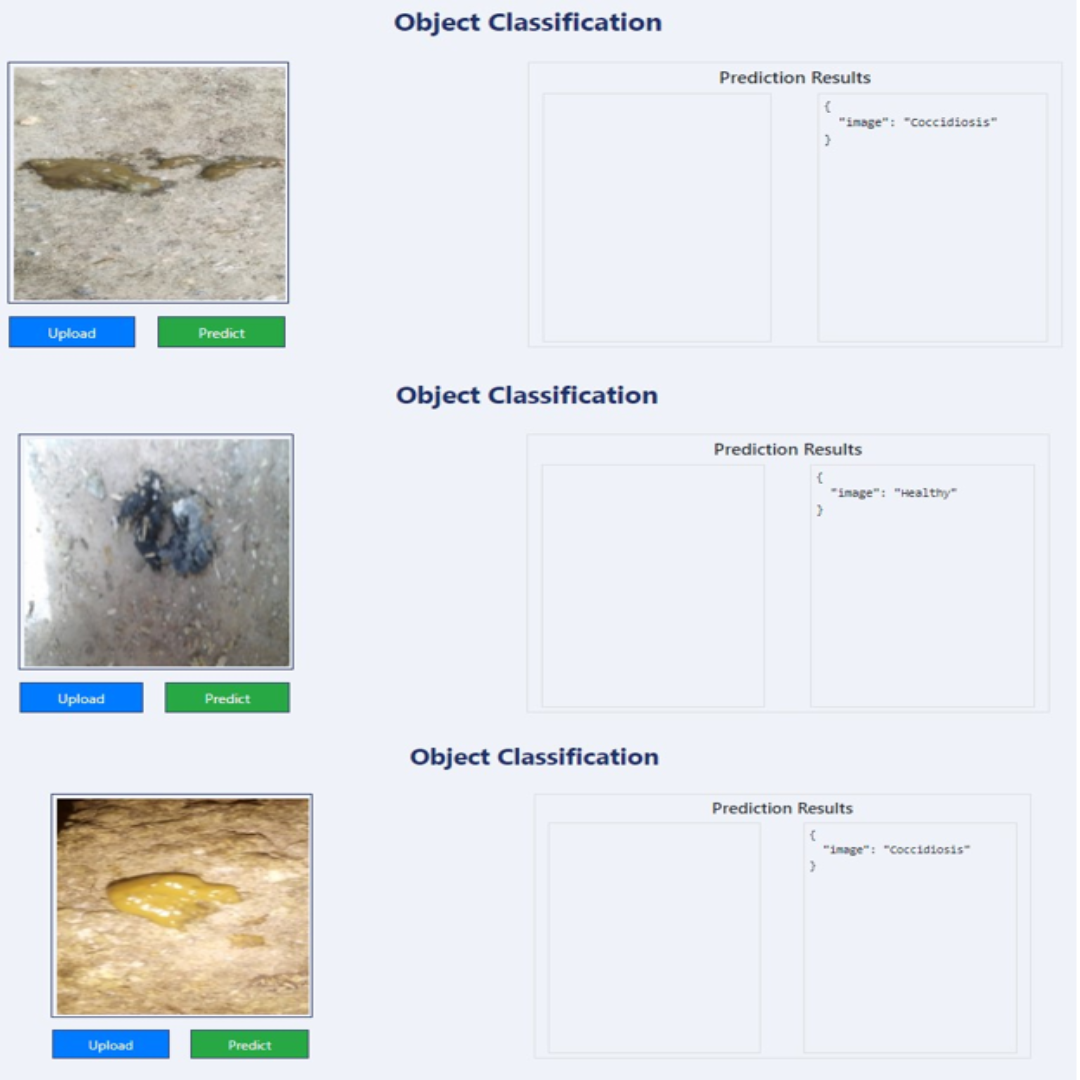 Object Classification
Prediction Results
{
"image": "Coccidiosis"
}
Upload
Predict
Object Classification
Prediction Results
{
"image": "Healthy"
}
Upload
Predict
Object Classification
Prediction Results
{
"image": "Coccidiosis"
}
Upload
Predict